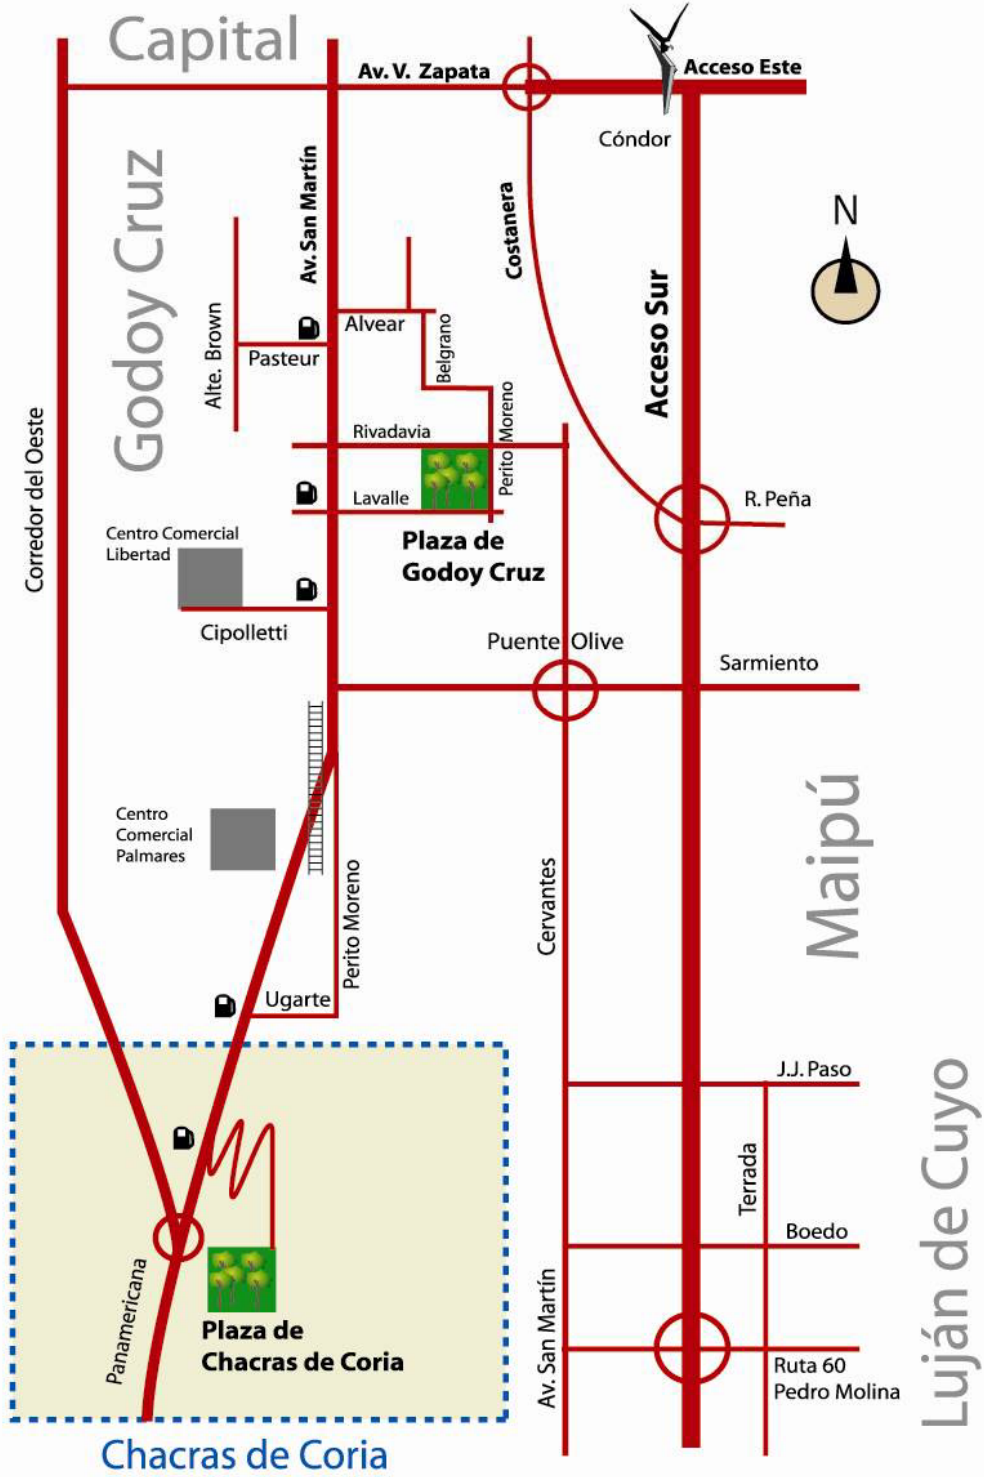 Capital
Av. V. Zapata
Acceso Este
Cóndor
Godoy Cruz
Av. San Martín
Costanera
N
Acceso Sur
Alvear
Alte. Brown
Pasteur
Belgrano
Corredor del Oeste
Rivadavia
Perito Moreno
Lavalle
R. Peña
Centro Comercial
Libertad
Plaza de
Godoy Cruz
Cipolletti
Puente Olive
Sarmiento
Centro
Comercial
Palmares
Maipú
Perito Moreno
Cervantes
Ugarte
J.J. Paso
Terrada
Luján de Cuyo
Boedo
Panamericana
Plaza de
Chacras de Coria
Av. San Martín
Ruta 60
Pedro Molina
Chacras de Coria